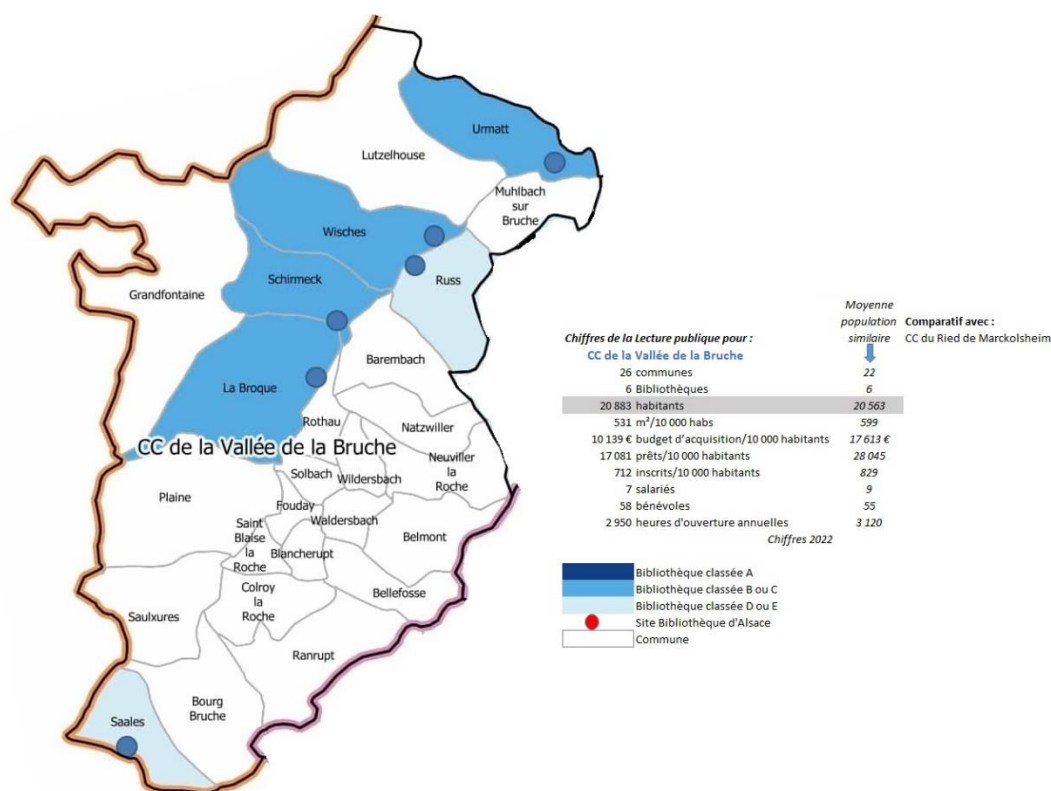 Urmatt
Lutzelhouse
Muhlbach
sur
Bruche
Wisches
Schirmeck
Russ
Grandfontaine
Barembach
La Broque
Rothau
Natzwiller
CC de la Vallée de la Bruche
Neuviller
la
Roche
Solbach
Wildersbach
Plaine
Fouday
Waldersbach
Saint
Blaise
la
Roche
Belmont
Blancherupt
Colroy
la
Roche
Bellefosse
Saulxures
Ranrupt
Bourg
Bruche
Saales
Moyenne
population
similaire
Comparatif avec :
CC du Ried de Marckolsheim
Chiffres de la Lecture publique pour :
CC de la Vallée de la Bruche
26 communes 22
6 Bibliothèques 6
20 883 habitants 20 563
531 m²/10 000 habs 599
10 139 € budget d'acquisition/10 000 habitants 17 613 €
17 081 prêts/10 000 habitants 28 045
712 inscrits/10 000 habitants 829
7 salariés 9
58 bénévoles 55
2 950 heures d'ouverture annuelles 3 120
Chiffres 2022
Bibliothèque classée A
Bibliothèque classée B ou C
Bibliothèque classée D ou E
Site Bibliothèque d'Alsace
Commune